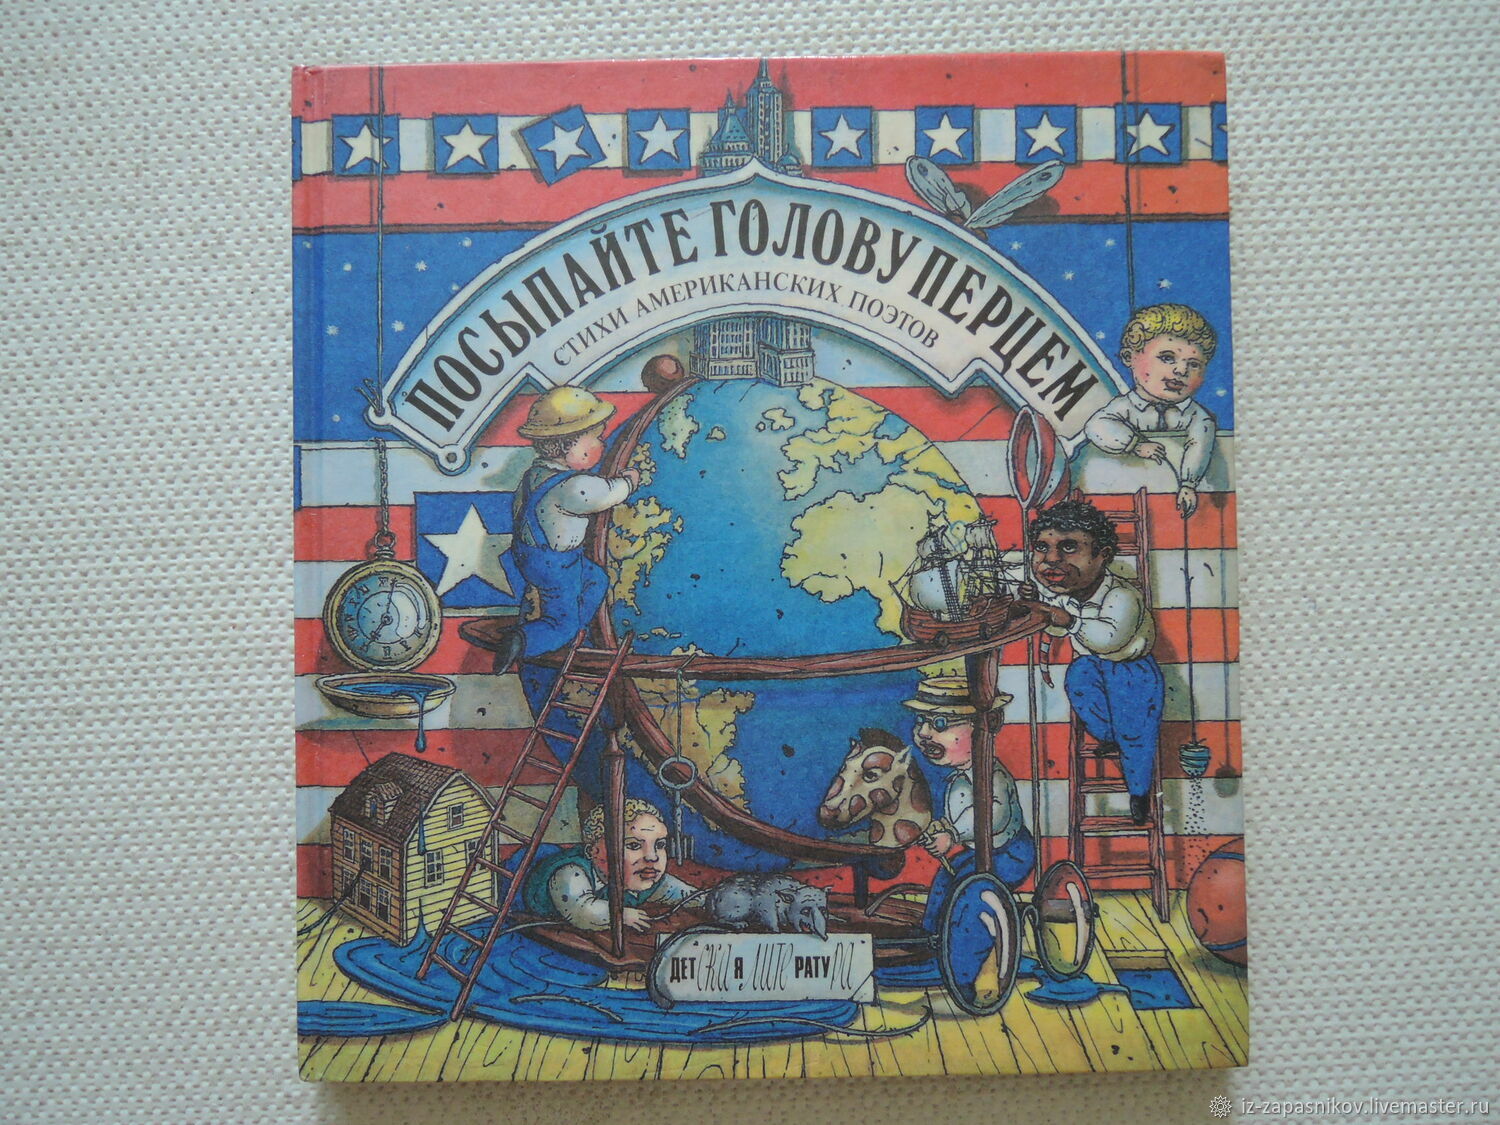 ПОСЫПАЙТЕ ГОЛОВУ ПЕРЦЕМ
СТИХИ АМЕРИКАНСКИХ ПОЭТОВ
ДЕТСКАЯ ЛИТЕРАТУРА
iz-zapasnikov.livemaster.ru